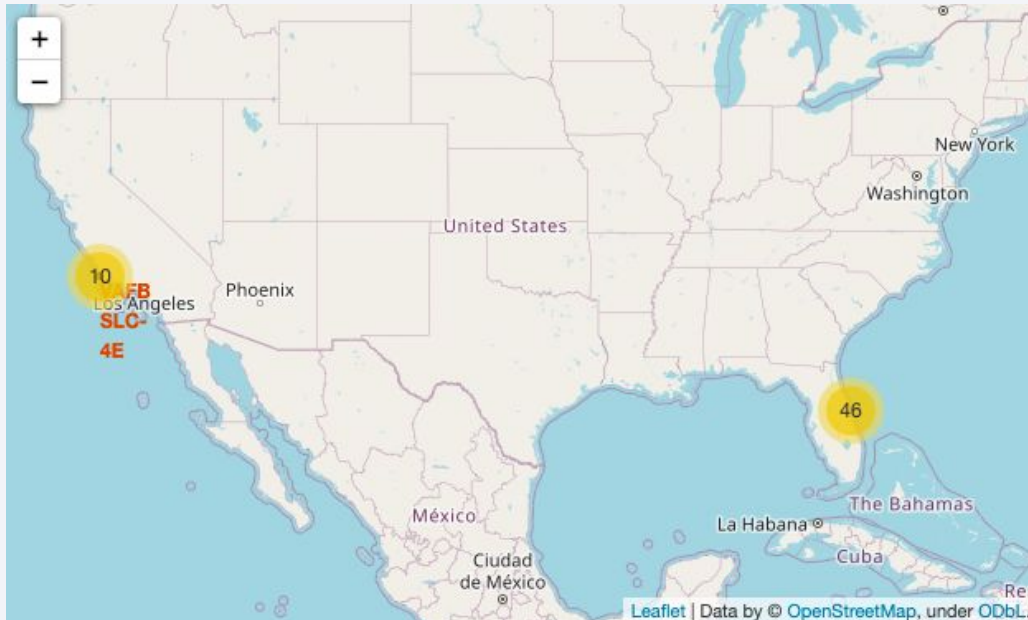 +
−
New York
Washington
United States
10
VAFB
Los Angeles
SLC-
4E
Phoenix
46
México
The Bahamas
La Habana
Cuba
Ciudad
de México
Re
Leaflet | Data by © OpenStreetMap, under ODbL.